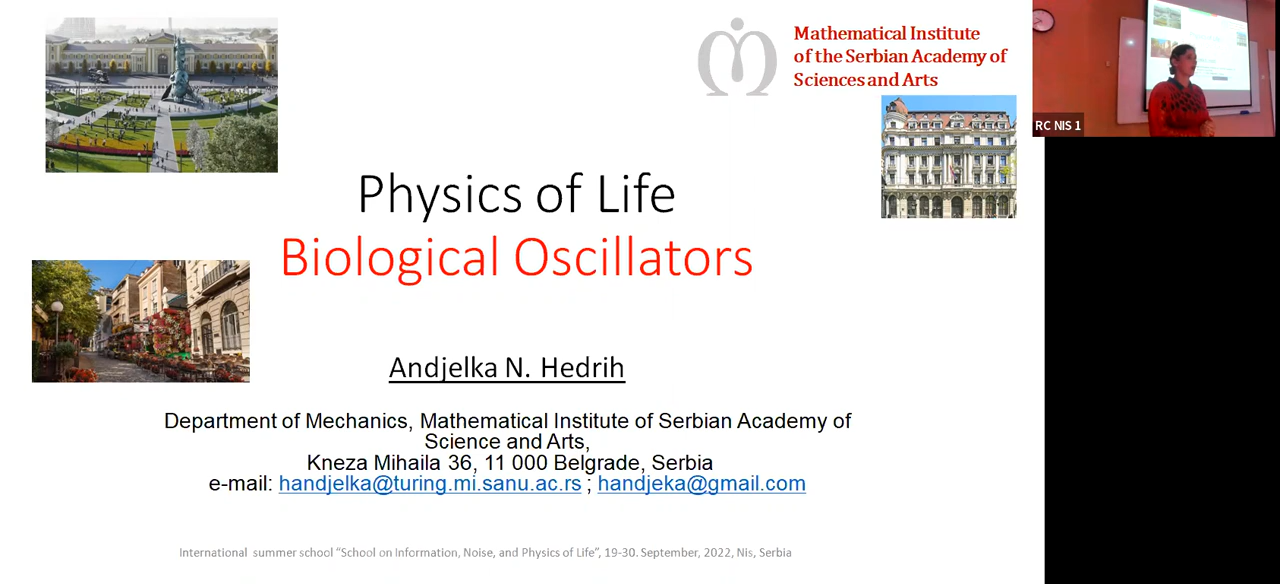 Mathematical Institute
of the Serbian Academy of
Sciences and Arts
RC NIS 1
Physics of Life
Biological Oscillators
Andjelka N. Hedrih
Department of Mechanics, Mathematical Institute of Serbian Academy of
Science and Arts,
Kneza Mihaila 36, 11 000 Belgrade, Serbia
e-mail: handjelka@turing.mi.sanu.ac.rs ; handjeka@gmail.com
International summer school “School on Information, Noise, and Physics of Life”, 19-30. September, 2022, Nis, Serbia